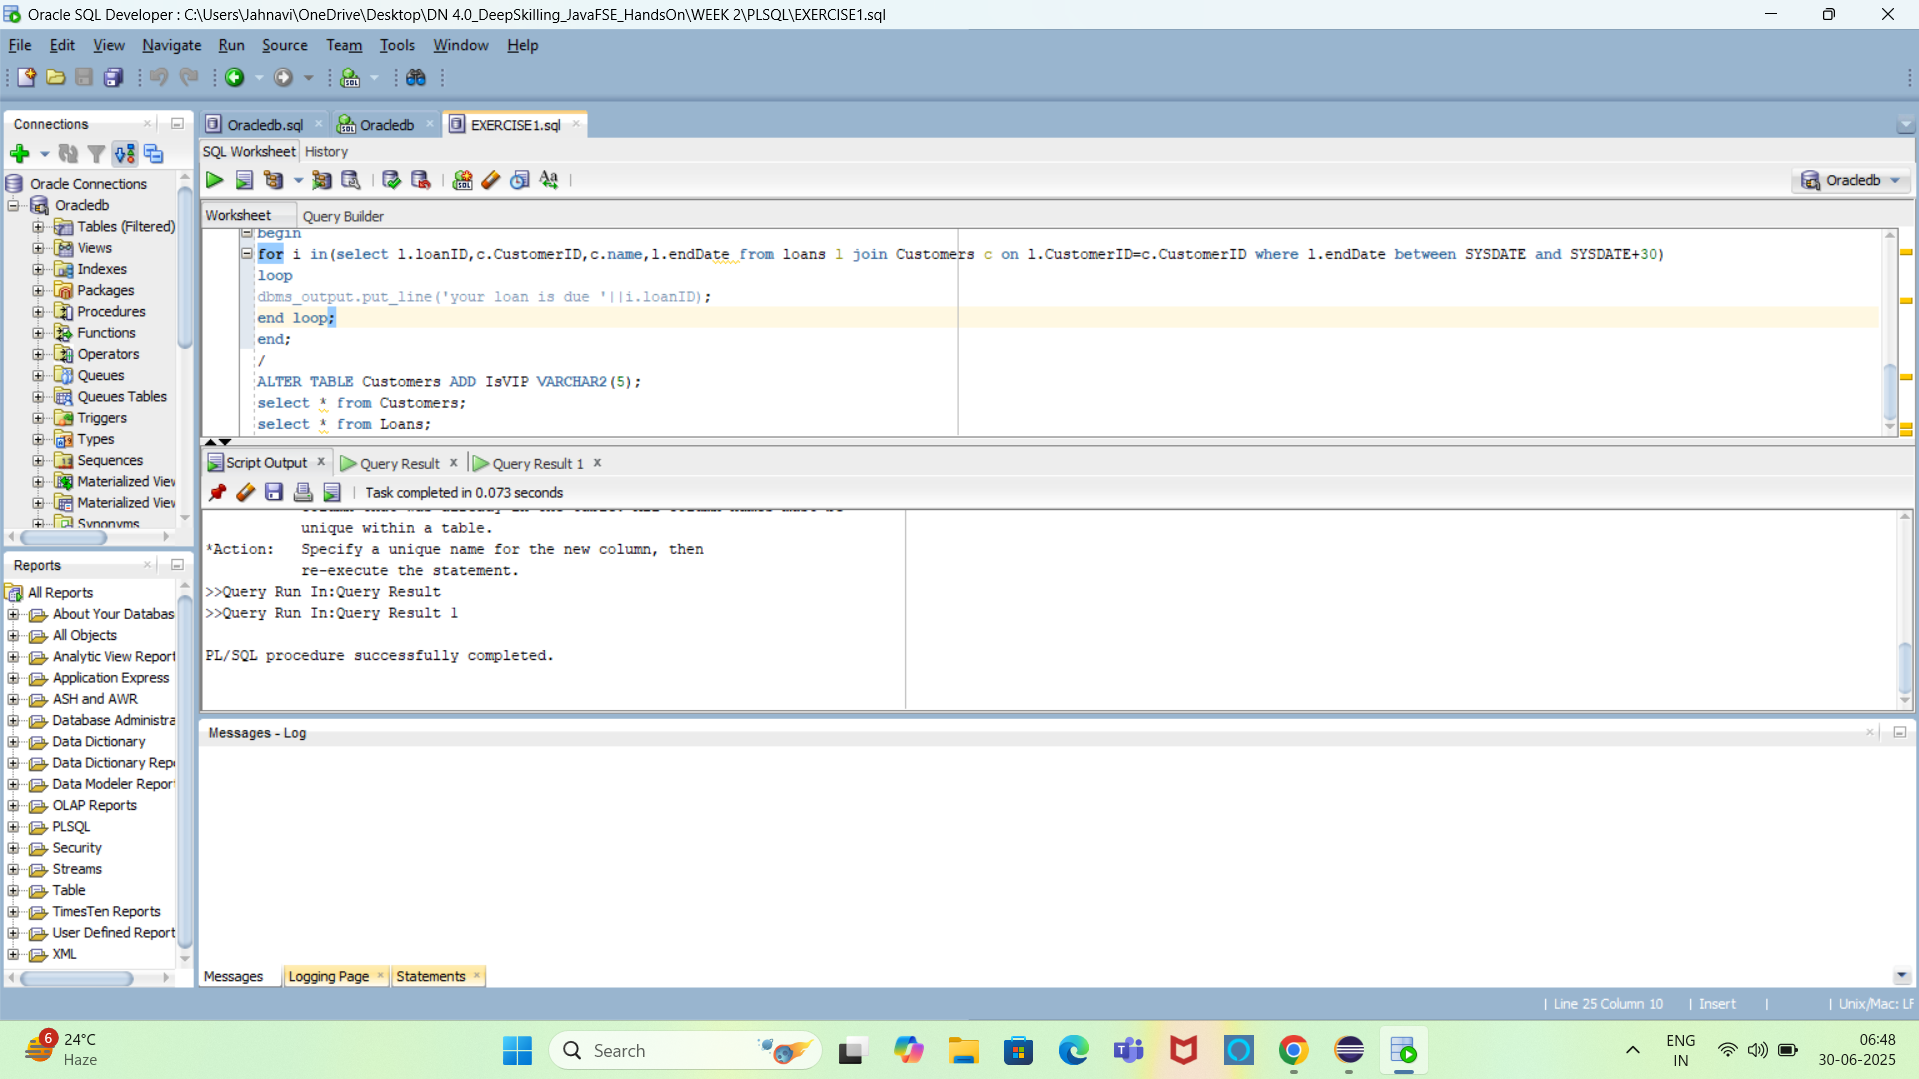 Oracle SQL Developer : C:\Users\Jahnavi\OneDrive\Desktop\DN 4.0_DeepSkilling_JavaFSE_HandsOn\WEEK 2\PLSQL\EXERCISE1.sql
File Edit View Navigate Run Source Team Tools Window Help
Connections
Oracledb.sql Oracledb EXERCISE1.sql
SQL Worksheet History
Oracledb
Worksheet Query Builder
Oracle Connections
Oracledb
Tables (Filtered)
Views
Indexes
Packages
Procedures
Functions
Operators
Queues
Queues Tables
Triggers
Types
Sequences
Materialized View
Materialized View
Synonyms
begin
for i in(select l.loanID,c.CustomerID,c.name,l.endDate from loans l join Customers c on l.CustomerID=c.CustomerID where l.endDate between SYSDATE and SYSDATE+30)
loop
dbms_output.put_line('your loan is due '||i.loanID);
end loop;
end;
/
ALTER TABLE Customers ADD IsVIP VARCHAR2(5);
select * from Customers;
select * from Loans;
Script Output Query Result Query Result 1
Task completed in 0.073 seconds
unique within a table.
*Action: Specify a unique name for the new column, then
re-execute the statement.
>>Query Run In:Query Result
>>Query Run In:Query Result 1
PL/SQL procedure successfully completed.
Reports
All Reports
About Your Databas
All Objects
Analytic View Report
Application Express
ASH and AWR
Database Administra
Data Dictionary
Data Dictionary Rep
Data Modeler Report
OLAP Reports
PLSQL
Security
Streams
Table
TimesTen Reports
User Defined Report
XML
Messages - Log
Messages Logging Page Statements
Line 25 Column 10 Insert Unix/Mac: LF
6
24°C
Haze
Search
ENG
IN
06:48
30-06-2025